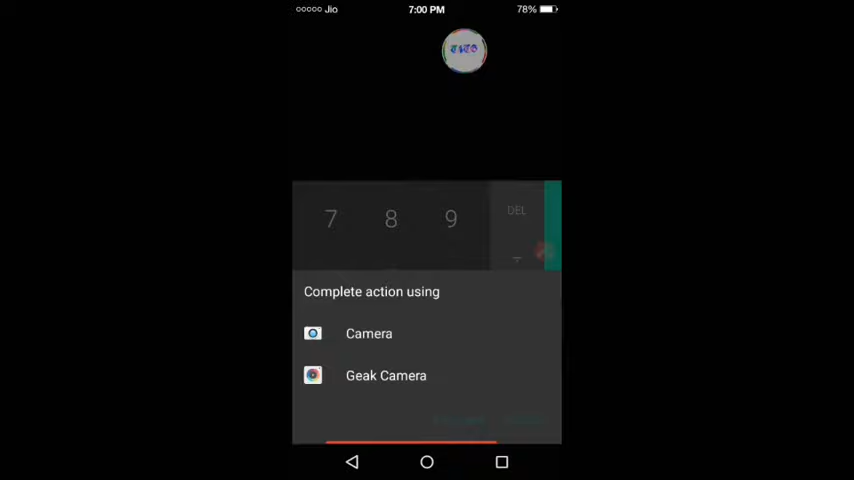 Jio 7:00 PM 78%
7 8 9 DEL
÷
Complete action using
Camera
Geak Camera